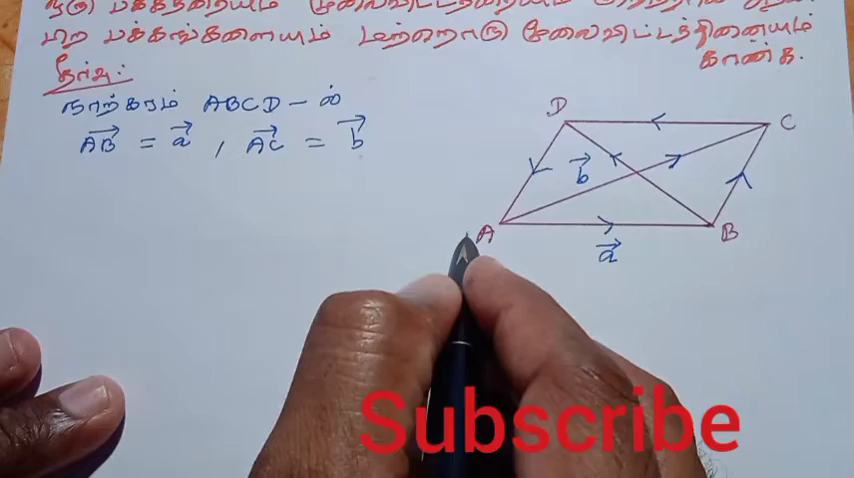 பிற பக்கங்களையும் மற்றொரு மூலைவிட்டத்தினையும்
காண்க.
தீர்வு:
நாற்கரம் ABCD - ல்
AB⃗ = a⃗ , AC⃗ = b⃗
D
C
b⃗
A
B
a⃗
Subscribe